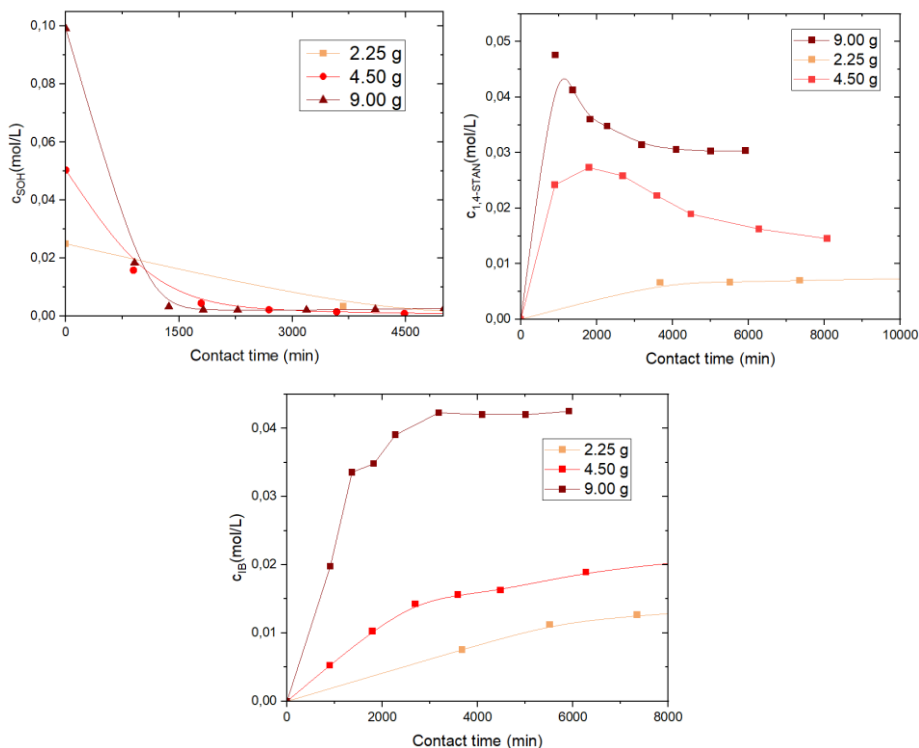 0,10
0,08
0,06
0,04
0,02
0,00
c_SOH(mol/L)
2.25 g
4.50 g
9.00 g
0 1500 3000 4500
Contact time (min)
0,05
0,04
0,03
0,02
0,01
0,00
c_1,4-STAN(mol/L)
9.00 g
2.25 g
4.50 g
0 2000 4000 6000 8000 10000
Contact time (min)
0,04
0,03
0,02
0,01
0,00
c_IB(mol/L)
2.25 g
4.50 g
9.00 g
0 2000 4000 6000 8000
Contact time (min)